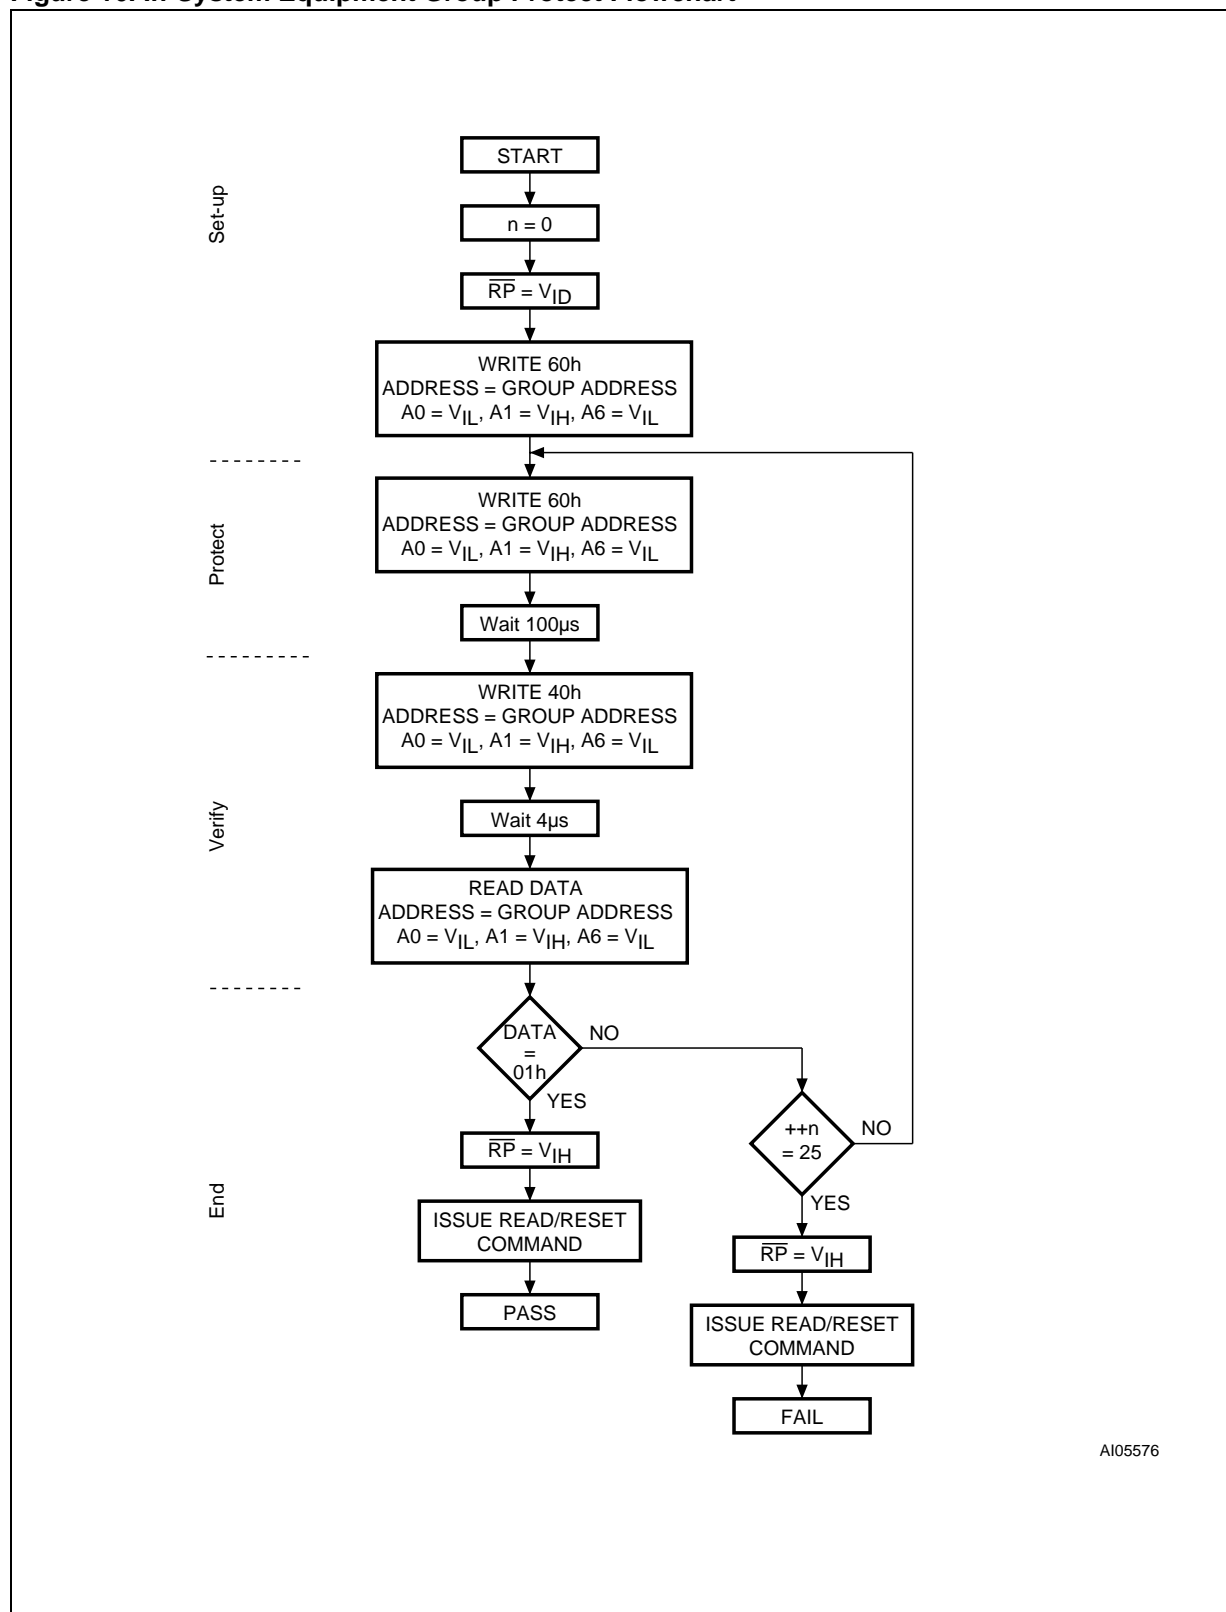 Figure In-System Equipment Group Protect Flowchart
Set-up
START
n = 0
R̅P̅ = VID
WRITE 60h
ADDRESS = GROUP ADDRESS
A0 = VIL, A1 = VIH, A6 = VIL
Protect
WRITE 60h
ADDRESS = GROUP ADDRESS
A0 = VIL, A1 = VIH, A6 = VIL
Wait 100µs
Verify
WRITE 40h
ADDRESS = GROUP ADDRESS
A0 = VIL, A1 = VIH, A6 = VIL
Wait 4µs
READ DATA
ADDRESS = GROUP ADDRESS
A0 = VIL, A1 = VIH, A6 = VIL
End
DATA
=
01h
NO
YES
R̅P̅ = VIH
ISSUE READ/RESET
COMMAND
PASS
++n
= 25
NO
YES
R̅P̅ = VIH
ISSUE READ/RESET
COMMAND
FAIL
AI05576